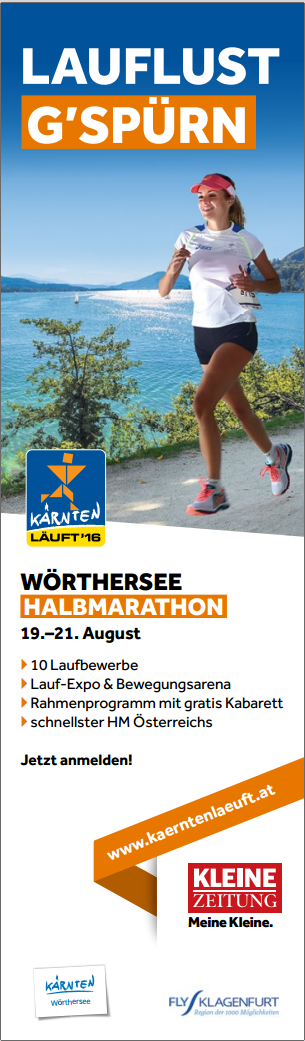 LAUFLUST
G'SPÜRN
KÄRNTEN
LÄUFT '16
WÖRTHERSEE
HALBMARATHON
19.–21. August
10 Laufbewerbe
Lauf-Expo & Bewegungsarena
Rahmenprogramm mit gratis Kabarett
schnellster HM Österreichs
Jetzt anmelden!
www.kaerntenlaeuft.at
KLEINE
ZEITUNG
Meine Kleine.
KÄRNTEN
Wörthersee
FLY KLAGENFURT
Region der 1000 Möglichkeiten